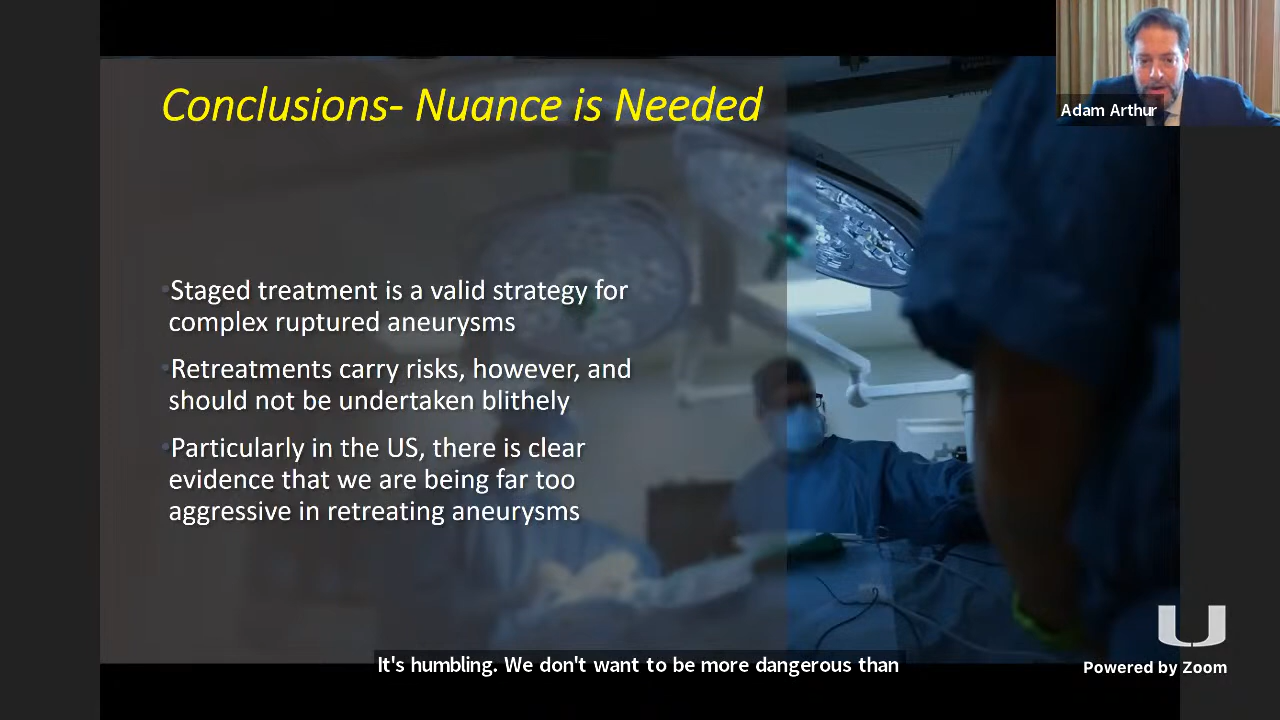 Conclusions- Nuance is Needed
Adam Arthur
•Staged treatment is a valid strategy for
complex ruptured aneurysms
•Retreatments carry risks, however, and
should not be undertaken blithely
•Particularly in the US, there is clear
evidence that we are being far too
aggressive in retreating aneurysms
U
It's humbling. We don't want to be more dangerous than
Powered by Zoom